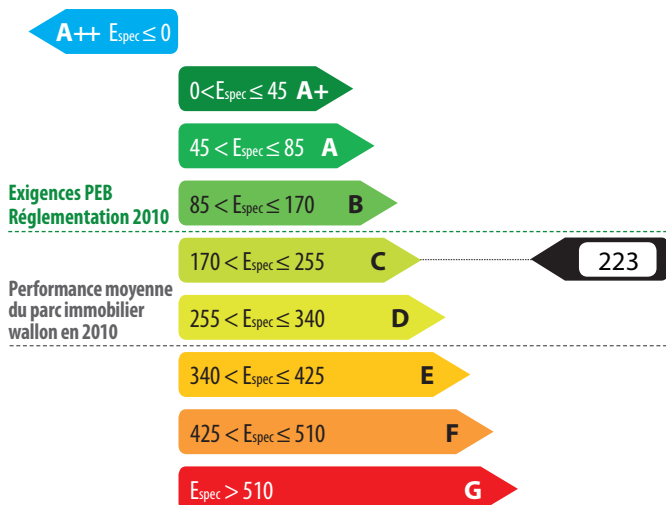 A++ Espec ≤ 0
0<Espec ≤ 45 A+
45 < Espec ≤ 85 A
Exigences PEB
Réglementation 2010
85 < Espec ≤ 170 B
170 < Espec ≤ 255 C
223
Performance moyenne
du parc immobilier
wallon en 2010
255 < Espec ≤ 340 D
340 < Espec ≤ 425 E
425 < Espec ≤ 510 F
Espec > 510 G